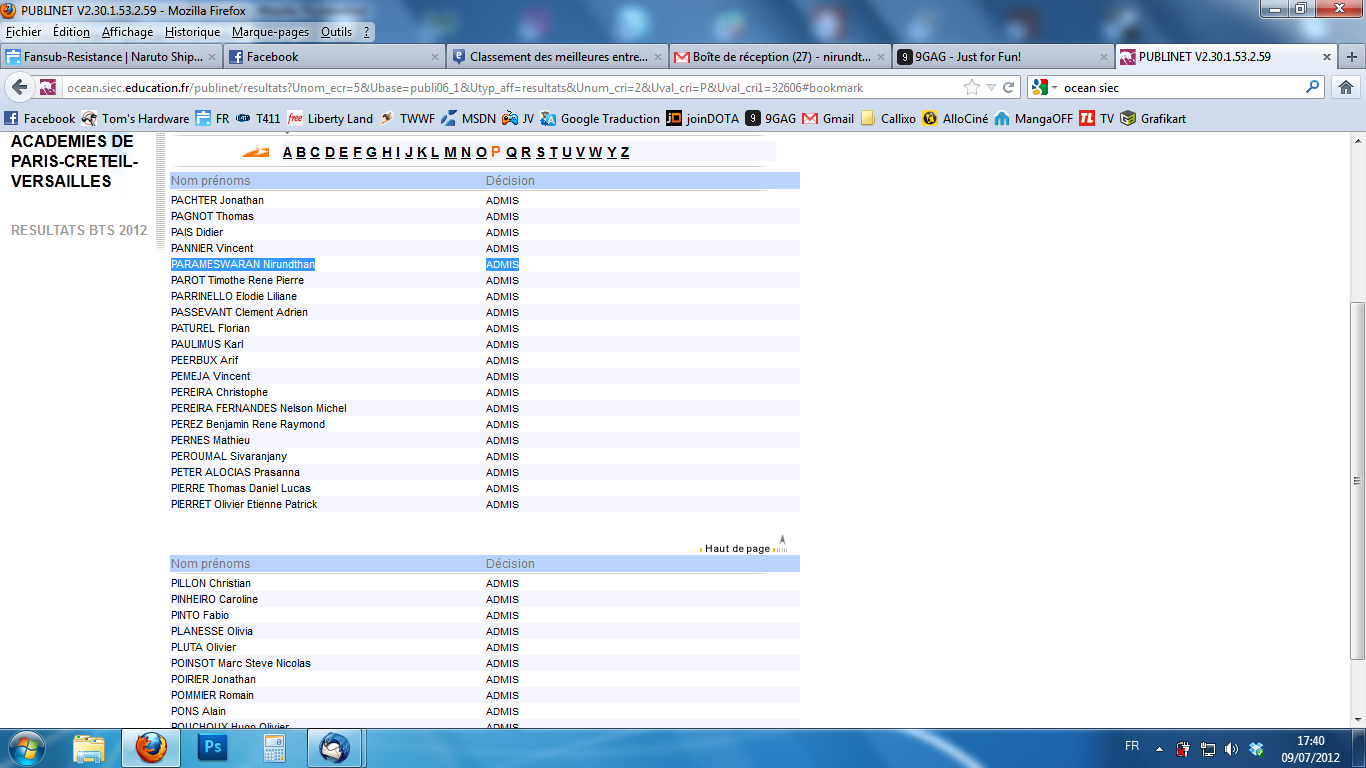 PUBLINET V2.30.1.53.2.59 - Mozilla Firefox
Fichier Édition Affichage Historique Marque-pages Outils ?
Fansub-Resistance | Naruto Ship... Facebook Classement des meilleures entre... Boîte de réception (27) - nirundt... 9GAG - Just for Fun! PUBLINET V2.30.1.53.2.59
ocean.siec.education.fr/publinet/resultats?Unom_ecr=5&Ubase=publi06_1&Utyp_aff=resultats&Unum_cri=2&Uval_cri=P&Uval_cri1=32606#bookmark ocean siec
Facebook Tom's Hardware FR T411 free Liberty Land TWWF MSDN JV Google Traduction joinDOTA 9GAG Gmail Callixo AlloCiné MangaOFF TV Grafikart
ACADEMIES DE
PARIS-CRETEIL-
VERSAILLES
RESULTATS BTS 2012
A B C D E F G H I J K L M N O P Q R S T U V W Y Z
Nom prénoms Décision
PACHTER Jonathan ADMIS
PAGNOT Thomas ADMIS
PAIS Didier ADMIS
PANNIER Vincent ADMIS
PARAMESWARAN Nirundthan ADMIS
PAROT Timothe Rene Pierre ADMIS
PARRINELLO Elodie Liliane ADMIS
PASSEVANT Clement Adrien ADMIS
PATUREL Florian ADMIS
PAULIMUS Karl ADMIS
PEERBUX Arif ADMIS
PEMEJA Vincent ADMIS
PEREIRA Christophe ADMIS
PEREIRA FERNANDES Nelson Michel ADMIS
PEREZ Benjamin Rene Raymond ADMIS
PERNES Mathieu ADMIS
PEROUMAL Sivaranjany ADMIS
PETER ALOCIAS Prasanna ADMIS
PIERRE Thomas Daniel Lucas ADMIS
PIERRET Olivier Etienne Patrick ADMIS
Haut de page
Nom prénoms Décision
PILLON Christian ADMIS
PINHEIRO Caroline ADMIS
PINTO Fabio ADMIS
PLANESSE Olivia ADMIS
PLUTA Olivier ADMIS
POINSOT Marc Steve Nicolas ADMIS
POIRIER Jonathan ADMIS
POMMIER Romain ADMIS
PONS Alain ADMIS
POUCHOUX Hugo Olivier ADMIS
Ps FR 17:40
09/07/2012